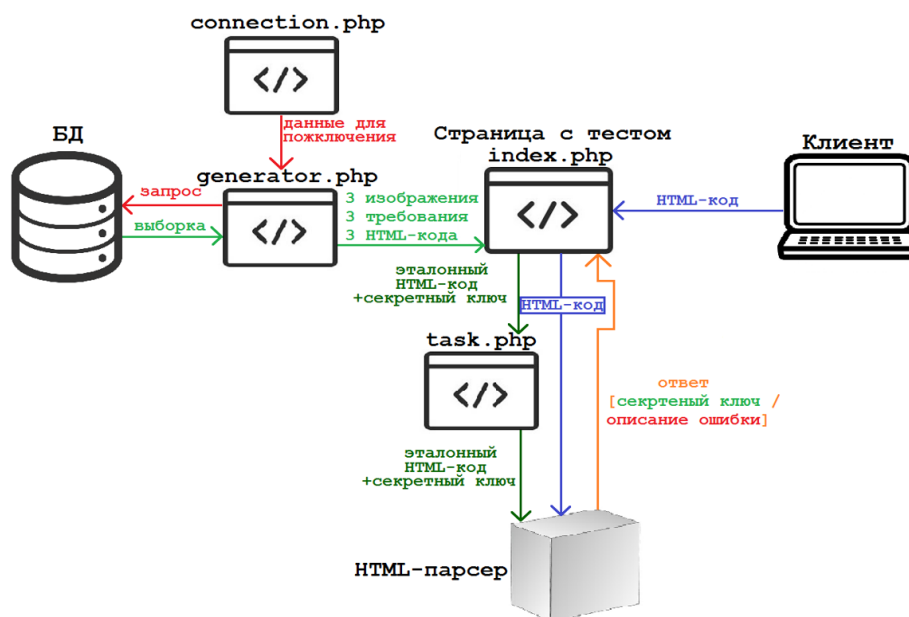 connection.php
</>
данные для
пожключения
БД
Страница с тестом
index.php
Клиент
generator.php
запрос
выборка
</>
3 изображения
3 требования
3 HTML-кода
</>
HTML-код
эталонный
HTML-код
+секретный ключ
HTML-код
task.php
</>
ответ
[секртеный ключ /
описание ошибки]
эталонный
HTML-код
+секретный ключ
HTML-парсер